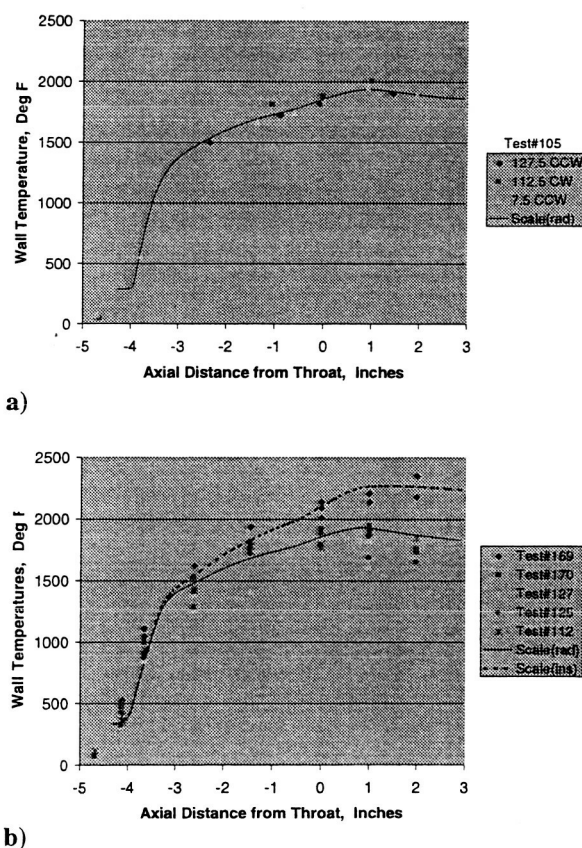 2500
2000
1500
1000
500
0
Wall Temperature, Deg F
-5 -4 -3 -2 -1 0 1 2 3
Axial Distance from Throat, Inches
Test#105
127.5 CCW
112.5 CW
7.5 CCW
Scale(rad)
a)
2500
2000
1500
1000
500
0
Wall Temperatures, Deg F
-5 -4 -3 -2 -1 0 1 2 3
Axial Distance from Throat, Inches
Test#169
Test#170
Test#127
Test#125
Test#112
Scale(rad)
Scale(ins)
b)